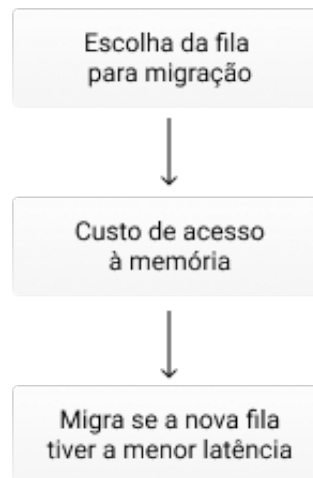 Escolha da fila
para migração
Custo de acesso
à memória
Migra se a nova fila
tiver a menor latência